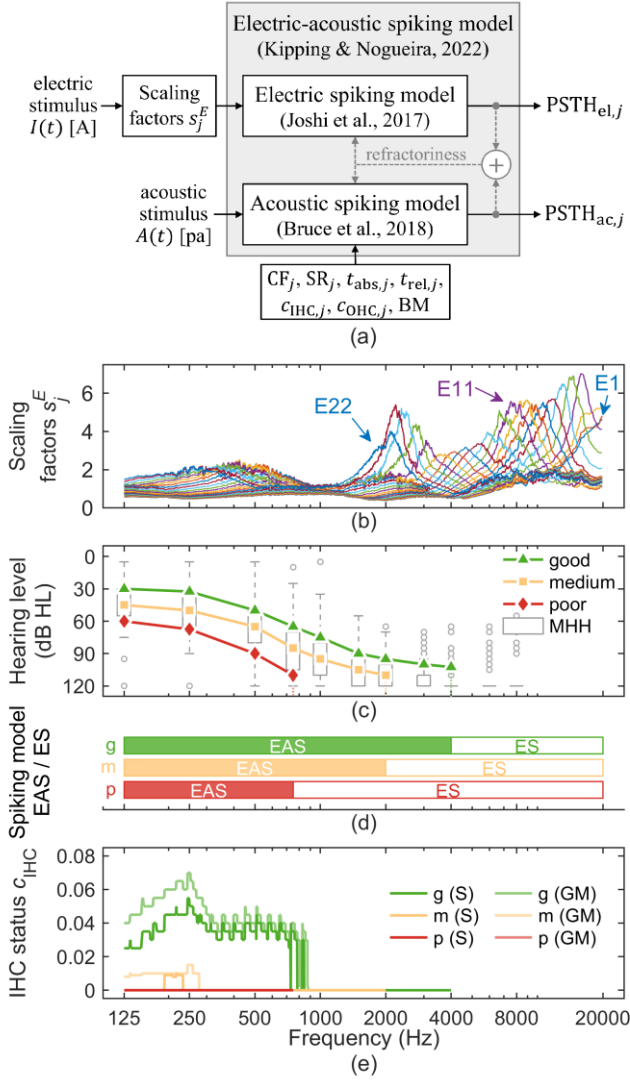 Electric-acoustic spiking model
(Kipping & Nogueira, 2022)
electric
stimulus
I(t) [A]
Scaling
factors s_j^E
Electric spiking model
(Joshi et al., 2017)
PSTH_el,j
refractoriness
+
acoustic
stimulus
A(t) [pa]
Acoustic spiking model
(Bruce et al., 2018)
PSTH_ac,j
CF_j, SR_j, t_abs,j, t_rel,j,
c_IHC,j, c_OHC,j, BM
(a)
Scaling
factors s_j^E
6
4
2
0
E22
E11
E1
(b)
Hearing level
(dB HL)
0
30
60
90
120
good
medium
poor
MHH
(c)
Spiking model
EAS / ES
g
EAS
ES
m
EAS
ES
p
EAS
ES
(d)
IHC status c_IHC
0.08
0.06
0.04
0.02
0
g (S)
m (S)
p (S)
g (GM)
m (GM)
p (GM)
125
250
500
1000
2000
4000
8000
20000
Frequency (Hz)
(e)